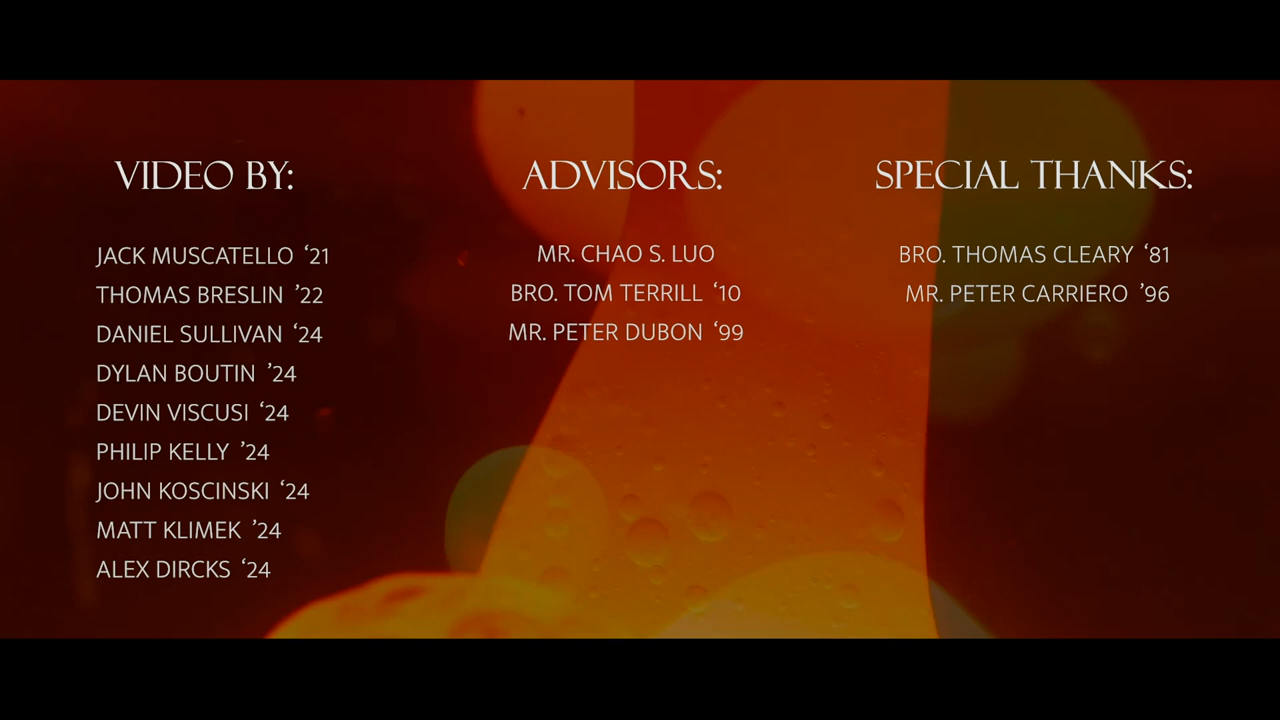 VIDEO BY:
JACK MUSCATELLO ‘21
THOMAS BRESLIN ’22
DANIEL SULLIVAN ‘24
DYLAN BOUTIN ’24
DEVIN VISCUSI ‘24
PHILIP KELLY ’24
JOHN KOSCINSKI ‘24
MATT KLIMEK ’24
ALEX DIRCKS ‘24
ADVISORS:
MR. CHAO S. LUO
BRO. TOM TERRILL ‘10
MR. PETER DUBON ‘99
SPECIAL THANKS:
BRO. THOMAS CLEARY ‘81
MR. PETER CARRIERO ’96